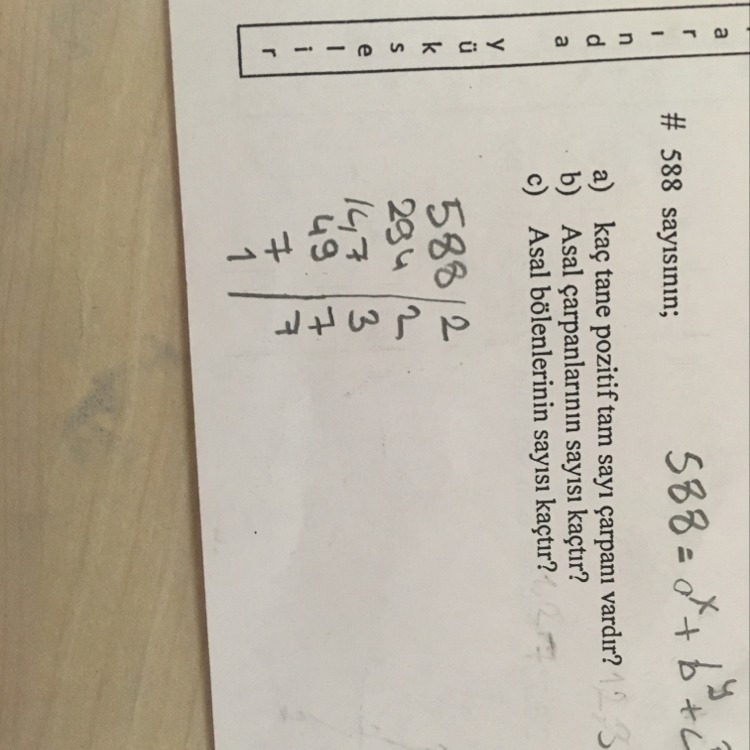 a r ı n d a y ü k s e l i r
# 588 sayısının;
588 = a^x + b^y +
a) kaç tane pozitif tam sayı çarpanı vardır?
b) Asal çarpanlarının sayısı kaçtır?
c) Asal bölenlerinin sayısı kaçtır?
588 | 2
294 | 2
147 | 3
49 | 7
7 | 7
1